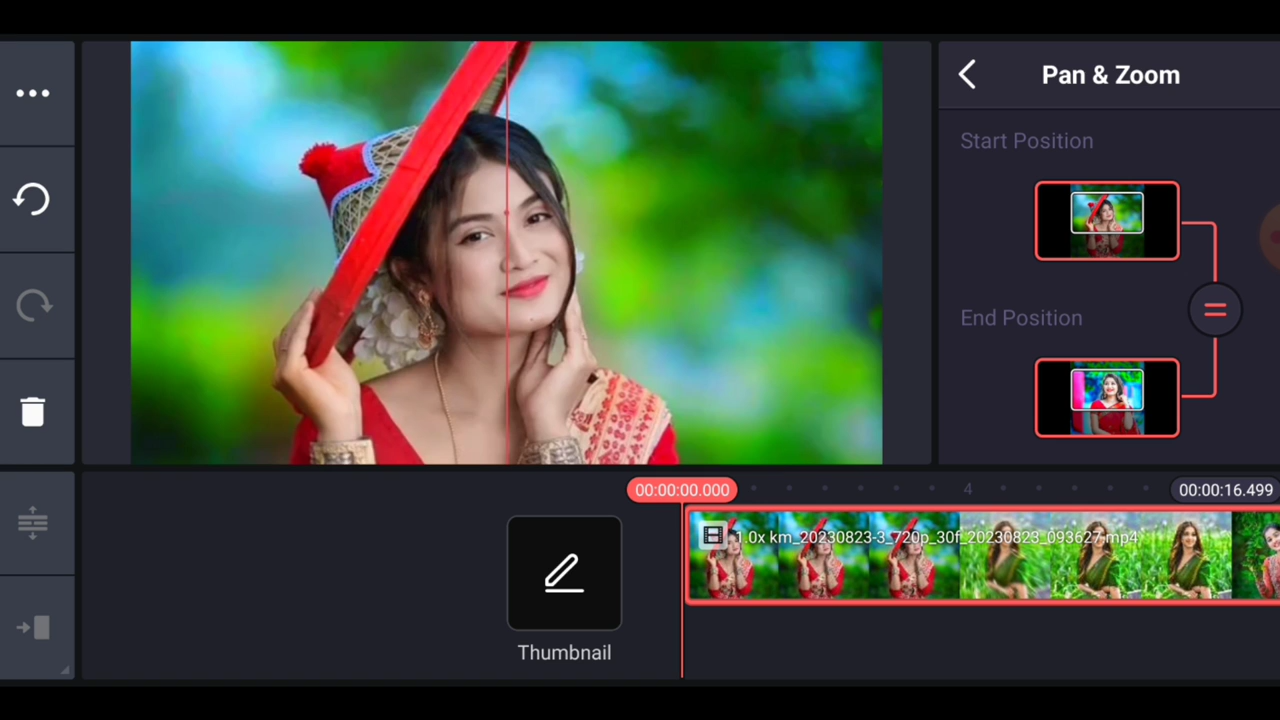 Pan & Zoom
Start Position
End Position
00:00:00.000
4
00:00:16.499
1.0x km_20230823-3_720p_30f_20230823_093627.mp4
Thumbnail